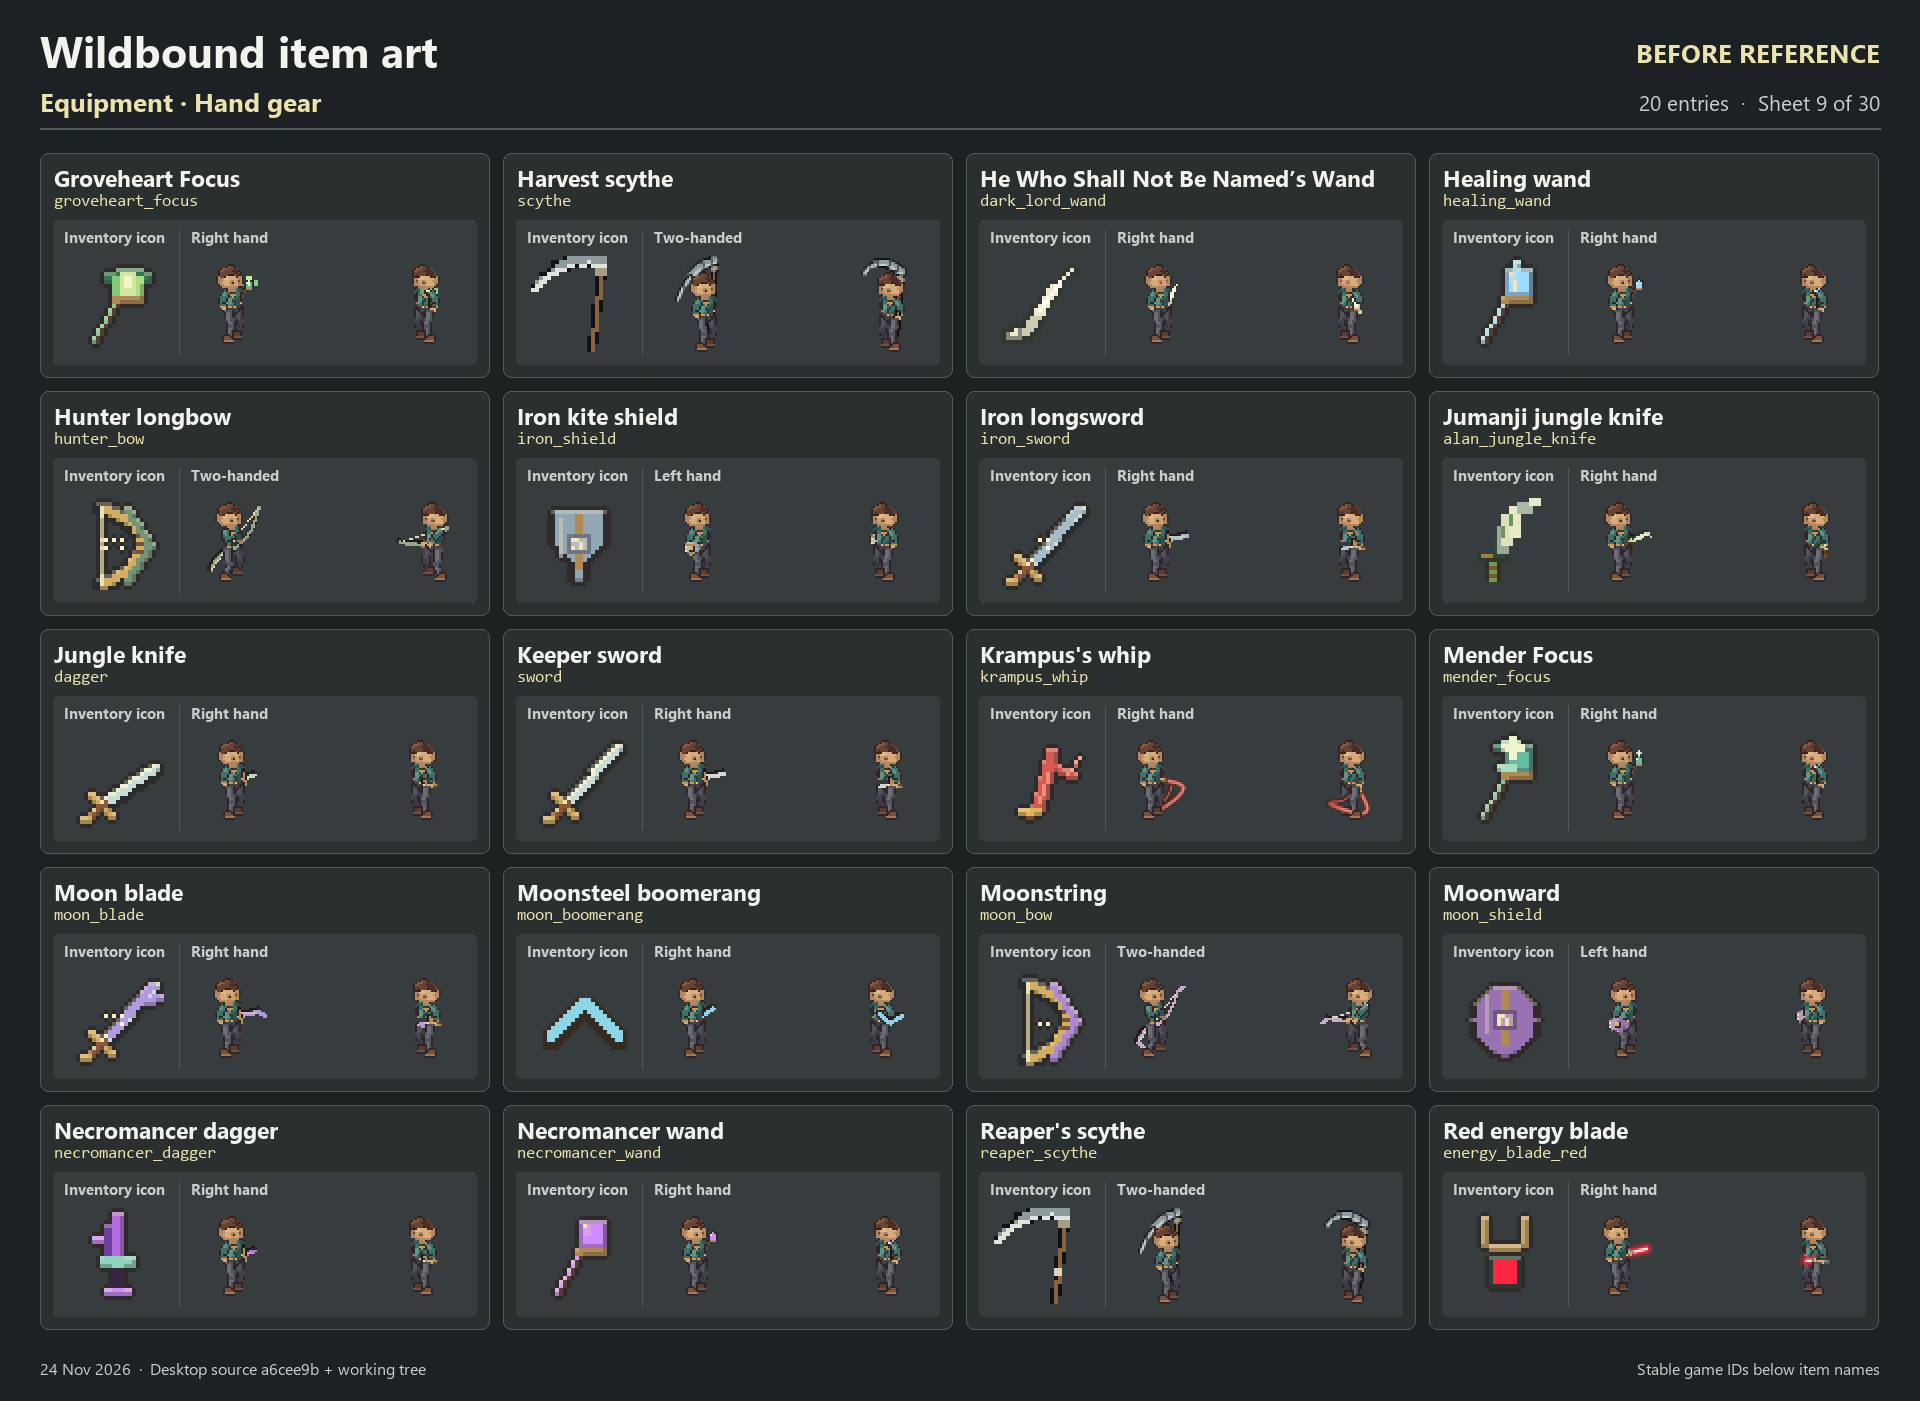 Wildbound item art
BEFORE REFERENCE
Equipment · Hand gear
20 entries · Sheet 9 of 30
Groveheart Focus
groveheart_focus
Inventory icon
Right hand
Harvest scythe
scythe
Inventory icon
Two-handed
He Who Shall Not Be Named’s Wand
dark_lord_wand
Inventory icon
Right hand
Healing wand
healing_wand
Inventory icon
Right hand
Hunter longbow
hunter_bow
Inventory icon
Two-handed
Iron kite shield
iron_shield
Inventory icon
Left hand
Iron longsword
iron_sword
Inventory icon
Right hand
Jumanji jungle knife
alan_jungle_knife
Inventory icon
Right hand
Jungle knife
dagger
Inventory icon
Right hand
Keeper sword
sword
Inventory icon
Right hand
Krampus's whip
krampus_whip
Inventory icon
Right hand
Mender Focus
mender_focus
Inventory icon
Right hand
Moon blade
moon_blade
Inventory icon
Right hand
Moonsteel boomerang
moon_boomerang
Inventory icon
Right hand
Moonstring
moon_bow
Inventory icon
Two-handed
Moonward
moon_shield
Inventory icon
Left hand
Necromancer dagger
necromancer_dagger
Inventory icon
Right hand
Necromancer wand
necromancer_wand
Inventory icon
Right hand
Reaper's scythe
reaper_scythe
Inventory icon
Two-handed
Red energy blade
energy_blade_red
Inventory icon
Right hand
24 Nov 2026 · Desktop source a6cee9b + working tree
Stable game IDs below item names